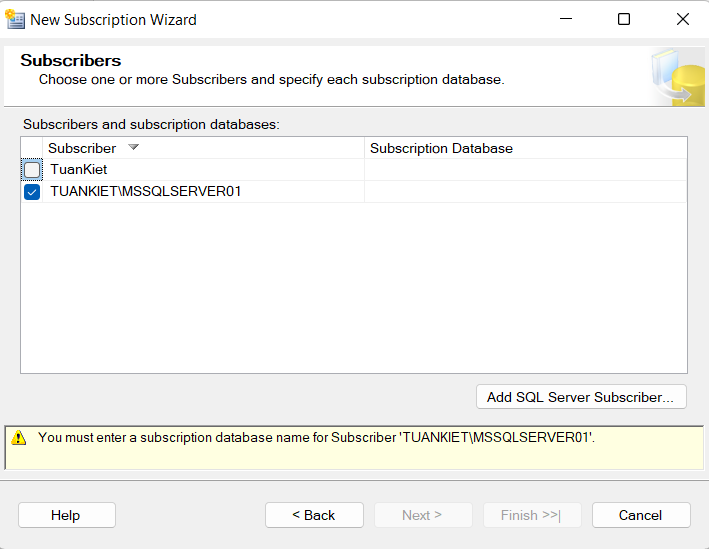 New Subscription Wizard
Subscribers
Choose one or more Subscribers and specify each subscription database.
Subscribers and subscription databases:
Subscriber Subscription Database
TuanKiet
TUANKIET\MSSQLSERVER01
Add SQL Server Subscriber...
You must enter a subscription database name for Subscriber 'TUANKIET\MSSQLSERVER01'.
Help < Back Next > Finish >>| Cancel